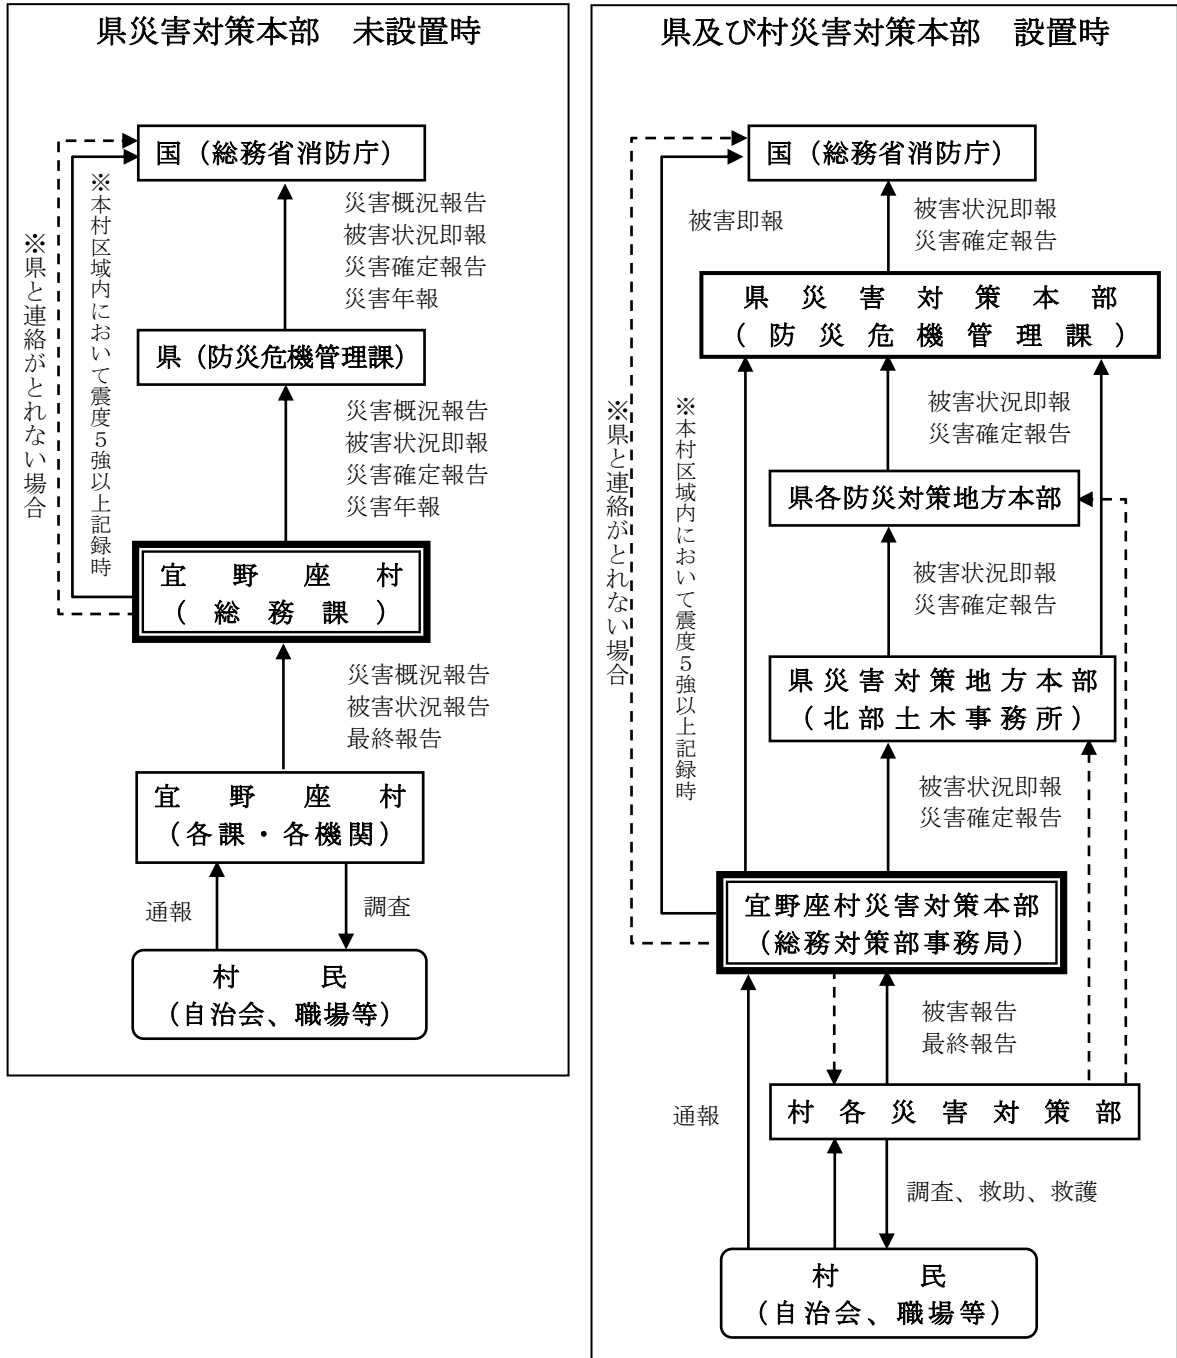 県災害対策本部　未設置時
国（総務省消防庁）
災害概況報告
被害状況即報
災害確定報告
災害年報
※本村区域内において震度５強以上記録時
※県と連絡がとれない場合
県（防災危機管理課）
災害概況報告
被害状況即報
災害確定報告
災害年報
宜野座村
（総務課）
災害概況報告
被害状況報告
最終報告
宜野座村
（各課・各機関）
通報
調査
村民
（自治会、職場等）
県及び村災害対策本部　設置時
国（総務省消防庁）
被害即報
被害状況即報
災害確定報告
県災害対策本部
（防災危機管理課）
※県と連絡がとれない場合
※本村区域内において震度５強以上記録時
被害状況即報
災害確定報告
県各防災対策地方本部
被害状況即報
災害確定報告
県災害対策地方本部
（北部土木事務所）
被害状況即報
災害確定報告
宜野座村災害対策本部
（総務対策部事務局）
被害報告
最終報告
通報
村各災害対策部
調査、救助、救護
村民
（自治会、職場等）